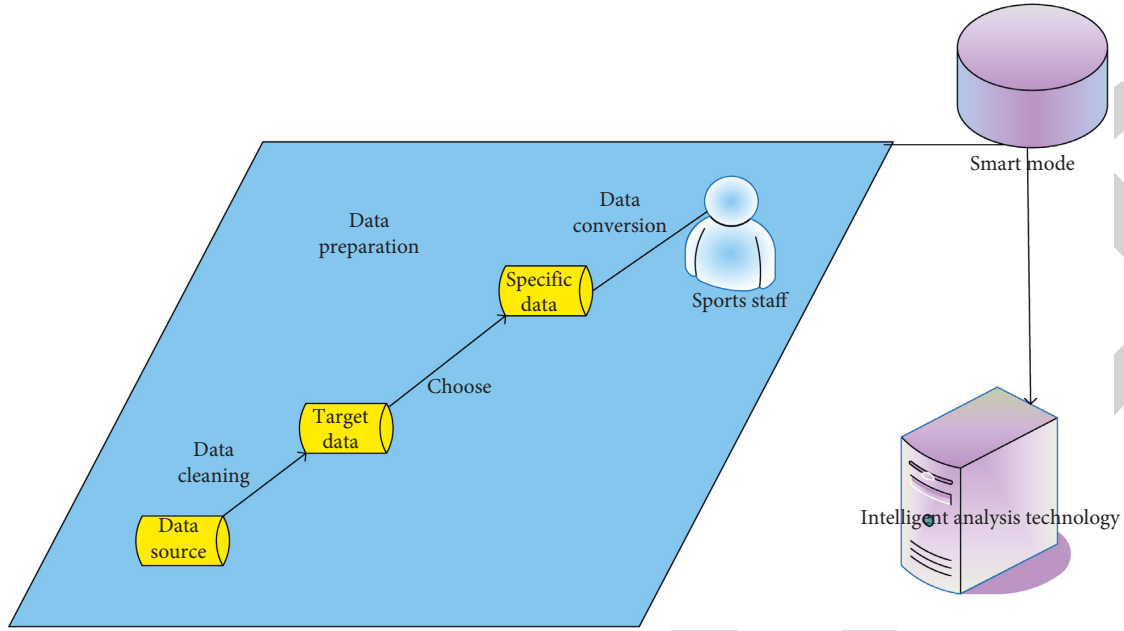 Smart mode
Data
preparation
Data
conversion
Specific
data
Sports staff
Choose
Target
data
Data
cleaning
Data
source
Intelligent analysis technology